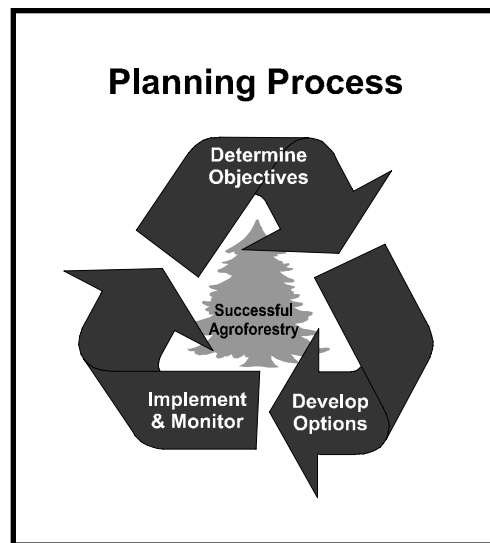 Planning Process
Determine
Objectives
Successful
Agroforestry
Implement
& Monitor
Develop
Options